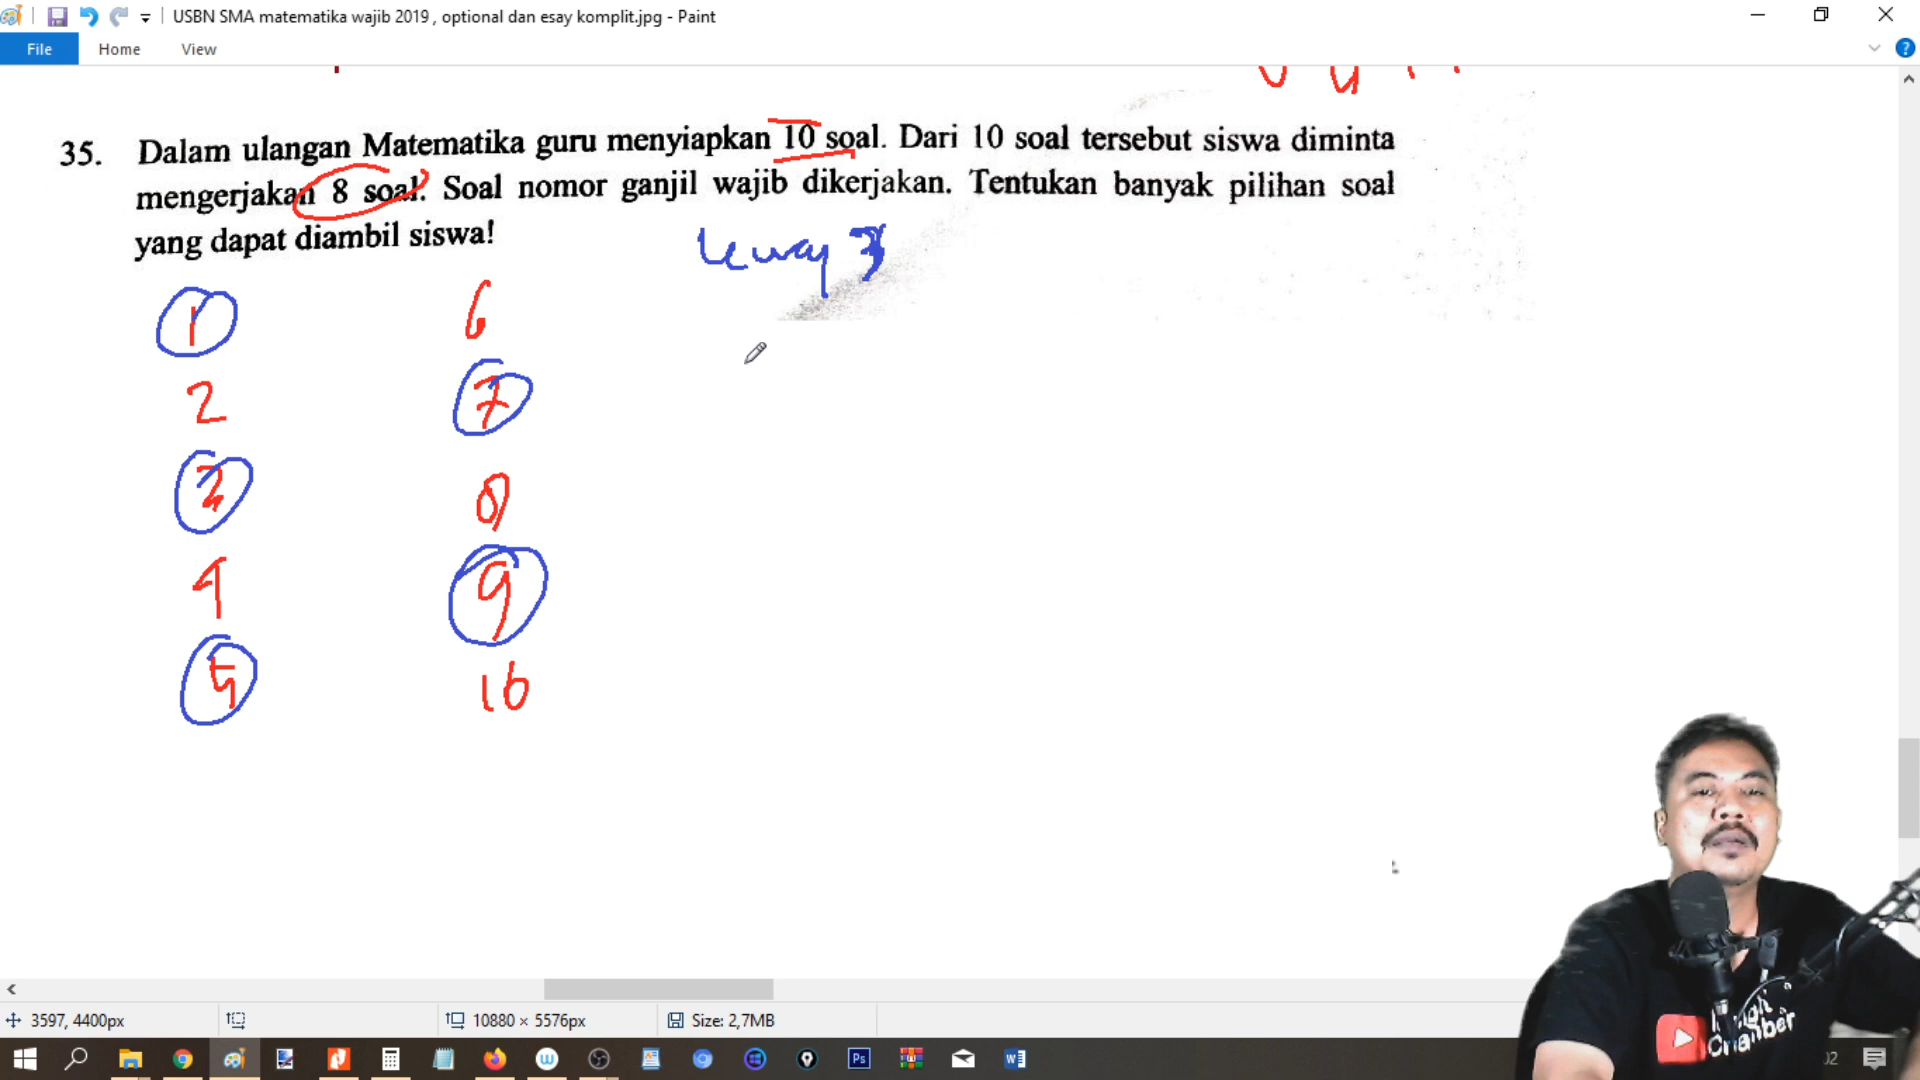 USBN SMA matematika wajib 2019 , optional dan esay komplit.jpg - Paint
File Home View
35. Dalam ulangan Matematika guru menyiapkan 10 soal. Dari 10 soal tersebut siswa diminta
mengerjakan 8 soal. Soal nomor ganjil wajib dikerjakan. Tentukan banyak pilihan soal
yang dapat diambil siswa!
1 6
2 7
3 8
4 9
5 10
3597, 4400px
10880 × 5576px
Size: 2,7MB
Ps